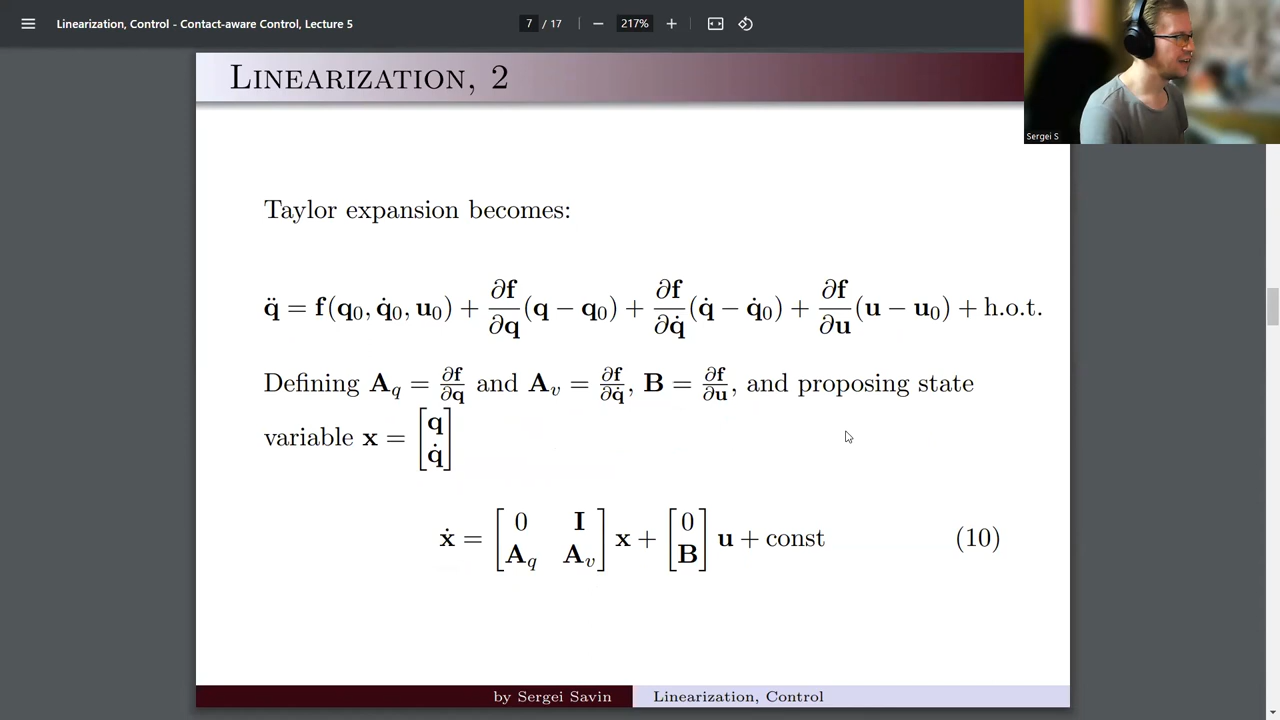 Linearization, Control - Contact-aware Control, Lecture 5
7 / 17
217%
Sergei S
LINEARIZATION, 2
Taylor expansion becomes:
q̈ = f(q₀, q̇₀, u₀) + ∂f/∂q (q − q₀) + ∂f/∂q̇ (q̇ − q̇₀) + ∂f/∂u (u − u₀) + h.o.t.
Defining A_q = ∂f/∂q and A_v = ∂f/∂q̇, B = ∂f/∂u, and proposing state
variable x = [q; q̇]
ẋ = [0 I; A_q A_v] x + [0; B] u + const (10)
by Sergei Savin
Linearization, Control